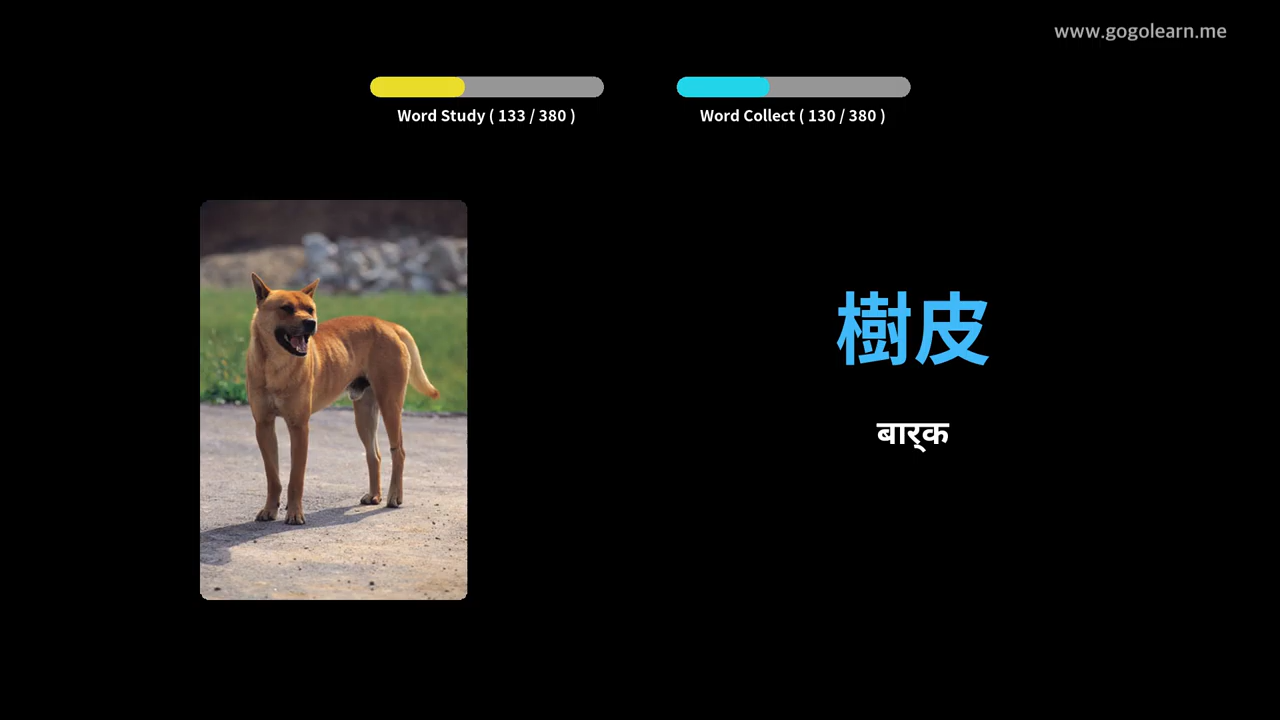 www.gogolearn.me
Word Study ( 133 / 380 )
Word Collect ( 130 / 380 )
樹皮
बार्‌क